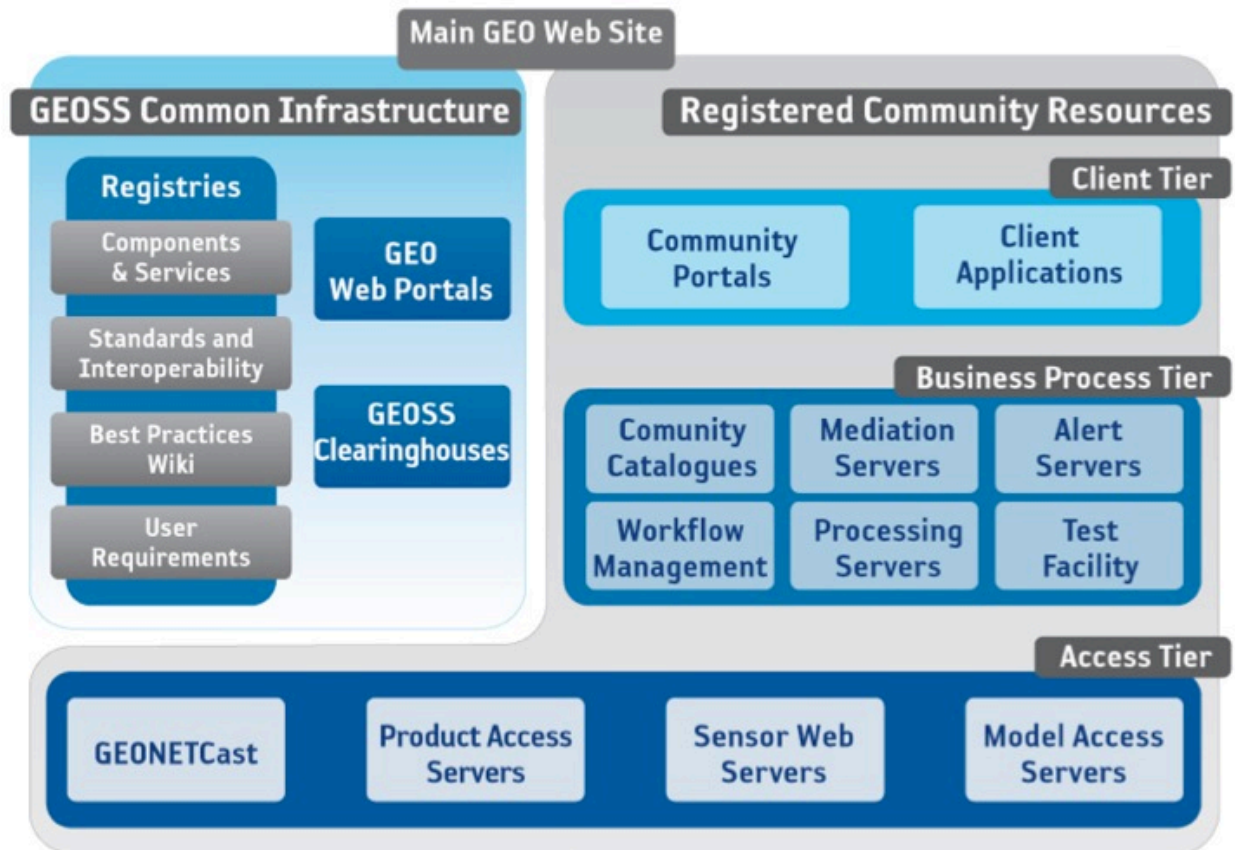 Main GEO Web Site
GEOSS Common Infrastructure
Registries
Components
& Services
Standards and
Interoperability
Best Practices
Wiki
User
Requirements
GEO
Web Portals
GEOSS
Clearinghouses
Registered Community Resources
Client Tier
Community
Portals
Client
Applications
Business Process Tier
Comunity
Catalogues
Mediation
Servers
Alert
Servers
Workflow
Management
Processing
Servers
Test
Facility
Access Tier
GEONETCast
Product Access
Servers
Sensor Web
Servers
Model Access
Servers